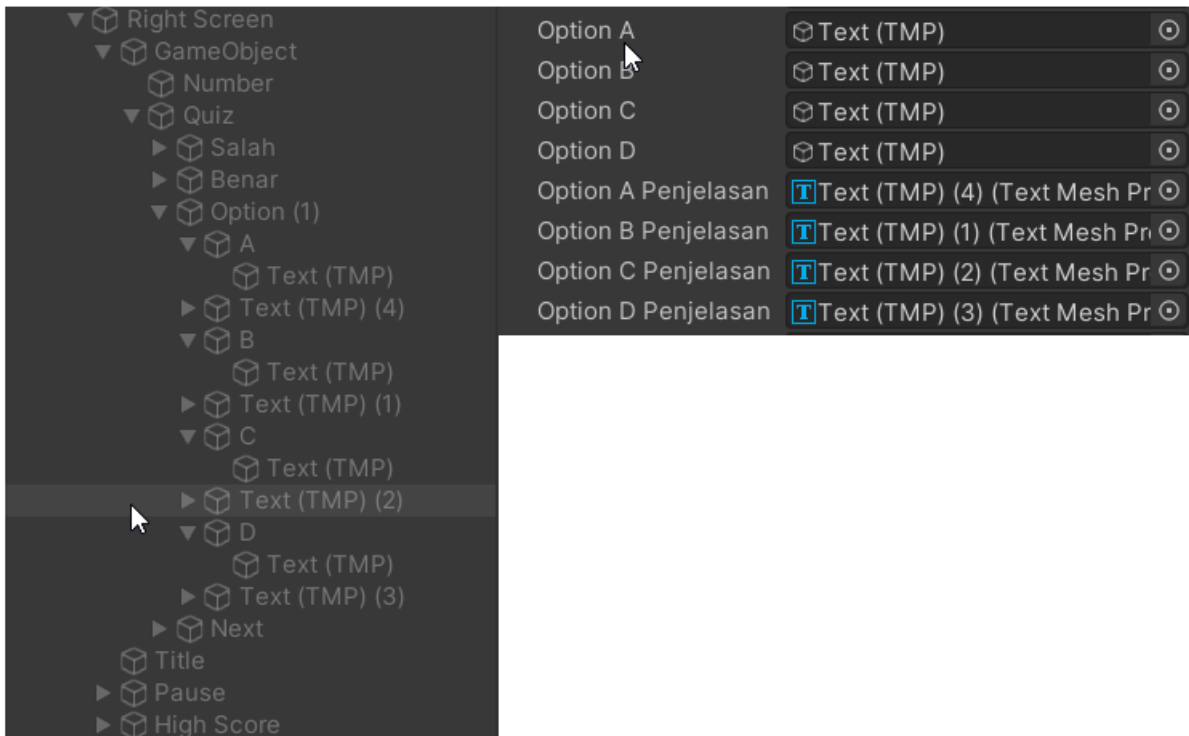 Right Screen
GameObject
Number
Quiz
Salah
Benar
Option (1)
A
Text (TMP)
Text (TMP) (4)
B
Text (TMP)
Text (TMP) (1)
C
Text (TMP)
Text (TMP) (2)
D
Text (TMP)
Text (TMP) (3)
Next
Title
Pause
High Score
Option A Text (TMP)
Option B Text (TMP)
Option C Text (TMP)
Option D Text (TMP)
Option A Penjelasan Text (TMP) (4) (Text Mesh Pr
Option B Penjelasan Text (TMP) (1) (Text Mesh Pr
Option C Penjelasan Text (TMP) (2) (Text Mesh Pr
Option D Penjelasan Text (TMP) (3) (Text Mesh Pr